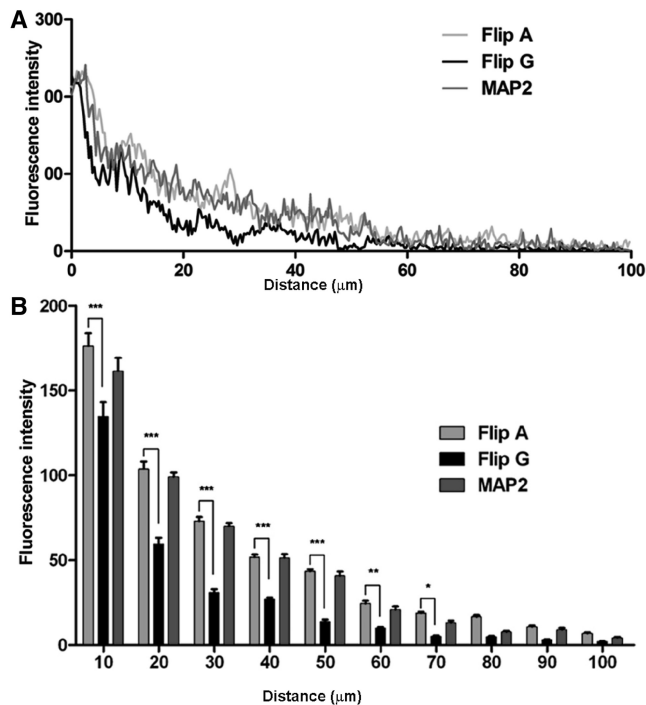 A
Fluorescence intensity
300
00
00
0
0 20 40 60 80 100
Distance (μm)
Flip A
Flip G
MAP2
B
Fluorescence intensity
200
150
100
50
0
***
***
***
***
***
**
*
10 20 30 40 50 60 70 80 90 100
Distance (μm)
Flip A
Flip G
MAP2